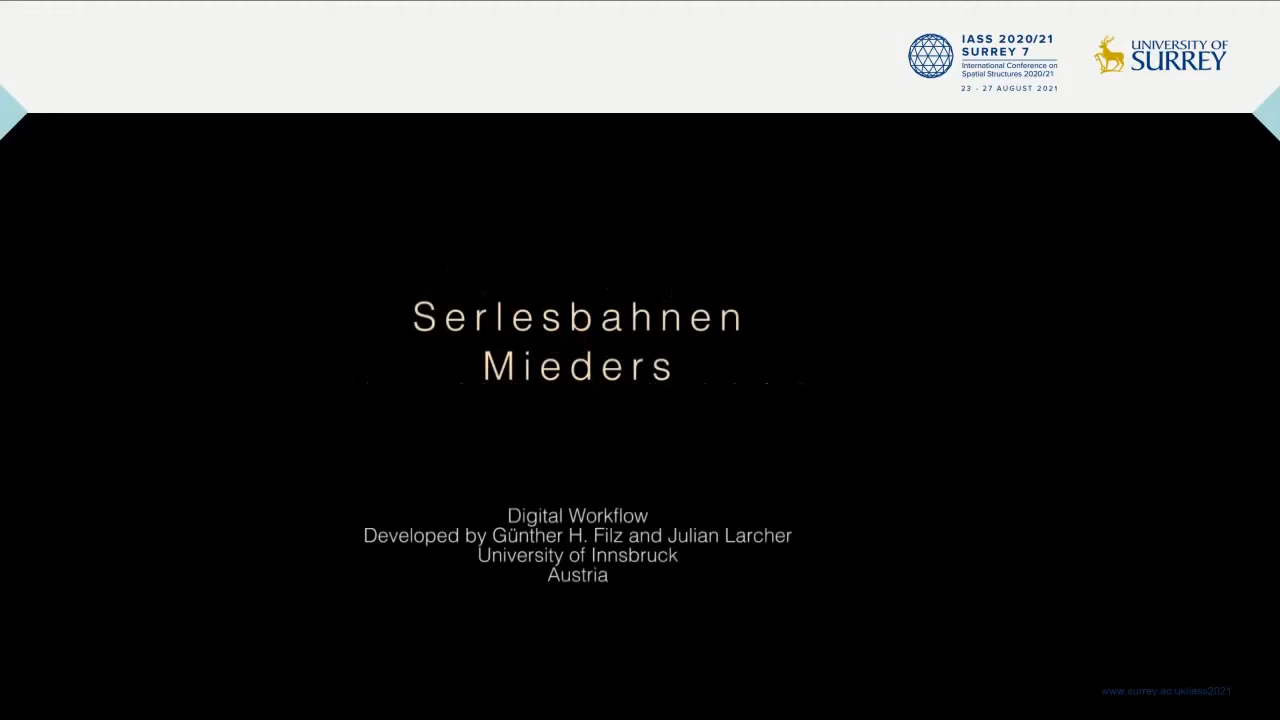 IASS 2020/21
SURREY 7
International Conference on
Spatial Structures 2020/21
23 - 27 AUGUST 2021
UNIVERSITY OF
SURREY
Serlesbahnen
Mieders
Digital Workflow
Developed by Günther H. Filz and Julian Larcher
University of Innsbruck
Austria
www.surrey.ac.uk/iass2021